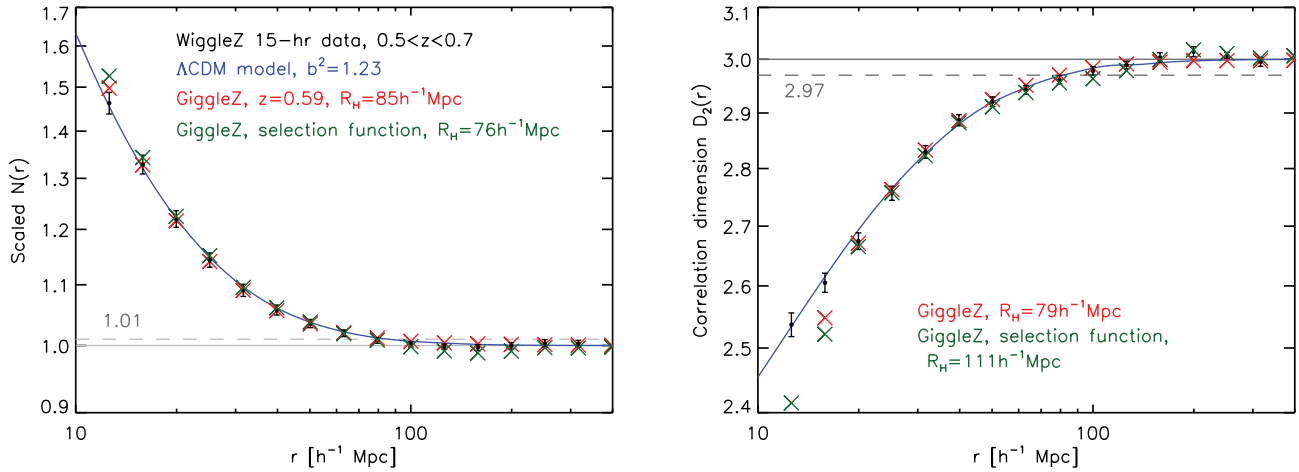 1.7
1.6
1.5
1.4
1.3
1.2
1.1
1.0
0.9
Scaled N(r)
WiggleZ 15-hr data, 0.5<z<0.7
ΛCDM model, b²=1.23
GiggleZ, z=0.59, R_H=85h⁻¹Mpc
GiggleZ, selection function, R_H=76h⁻¹Mpc
1.01
10
100
r [h⁻¹ Mpc]
3.1
3.0
2.9
2.8
2.7
2.6
2.5
2.4
Correlation dimension D₂(r)
2.97
GiggleZ, R_H=79h⁻¹Mpc
GiggleZ, selection function,
R_H=111h⁻¹Mpc
10
100
r [h⁻¹ Mpc]